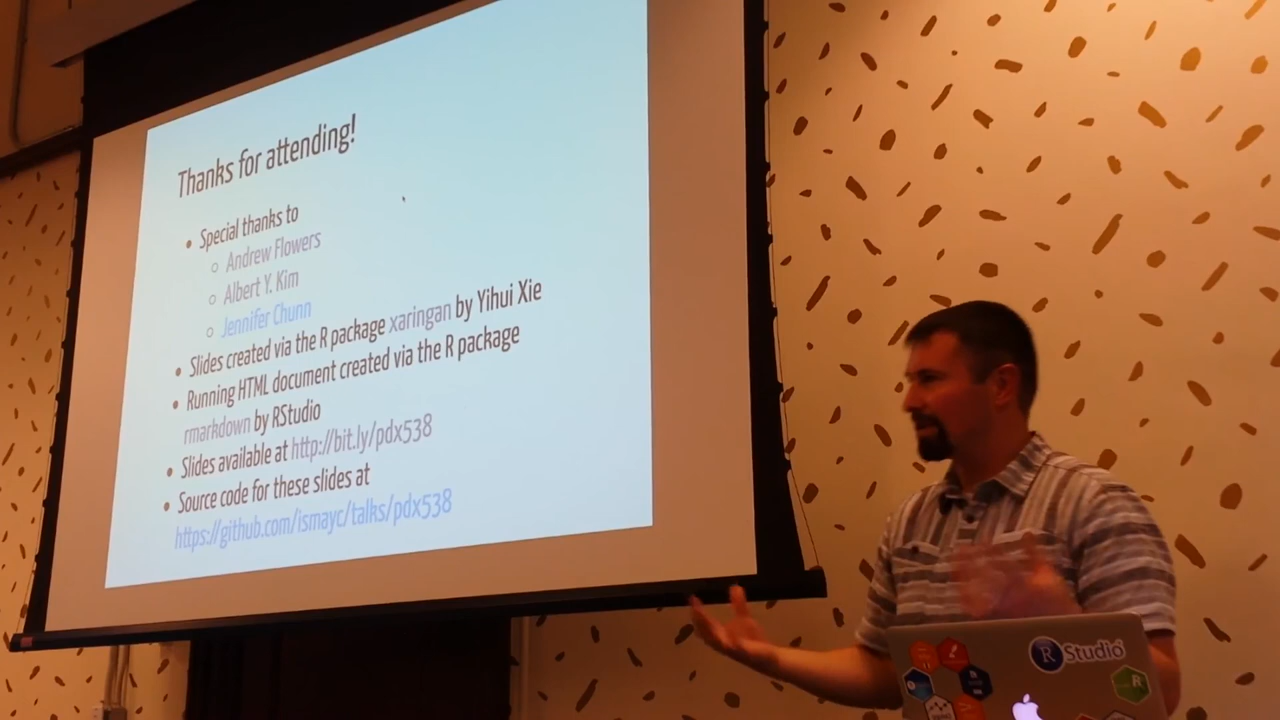 Thanks for attending!
Special thanks to
Andrew Flowers
Albert Y. Kim
Jennifer Chunn
Slides created via the R package xaringan by Yihui Xie
Running HTML document created via the R package
rmarkdown by RStudio
Slides available at http://bit.ly/pdx538
Source code for these slides at
https://github.com/ismayc/talks/pdx538
R Studio
R